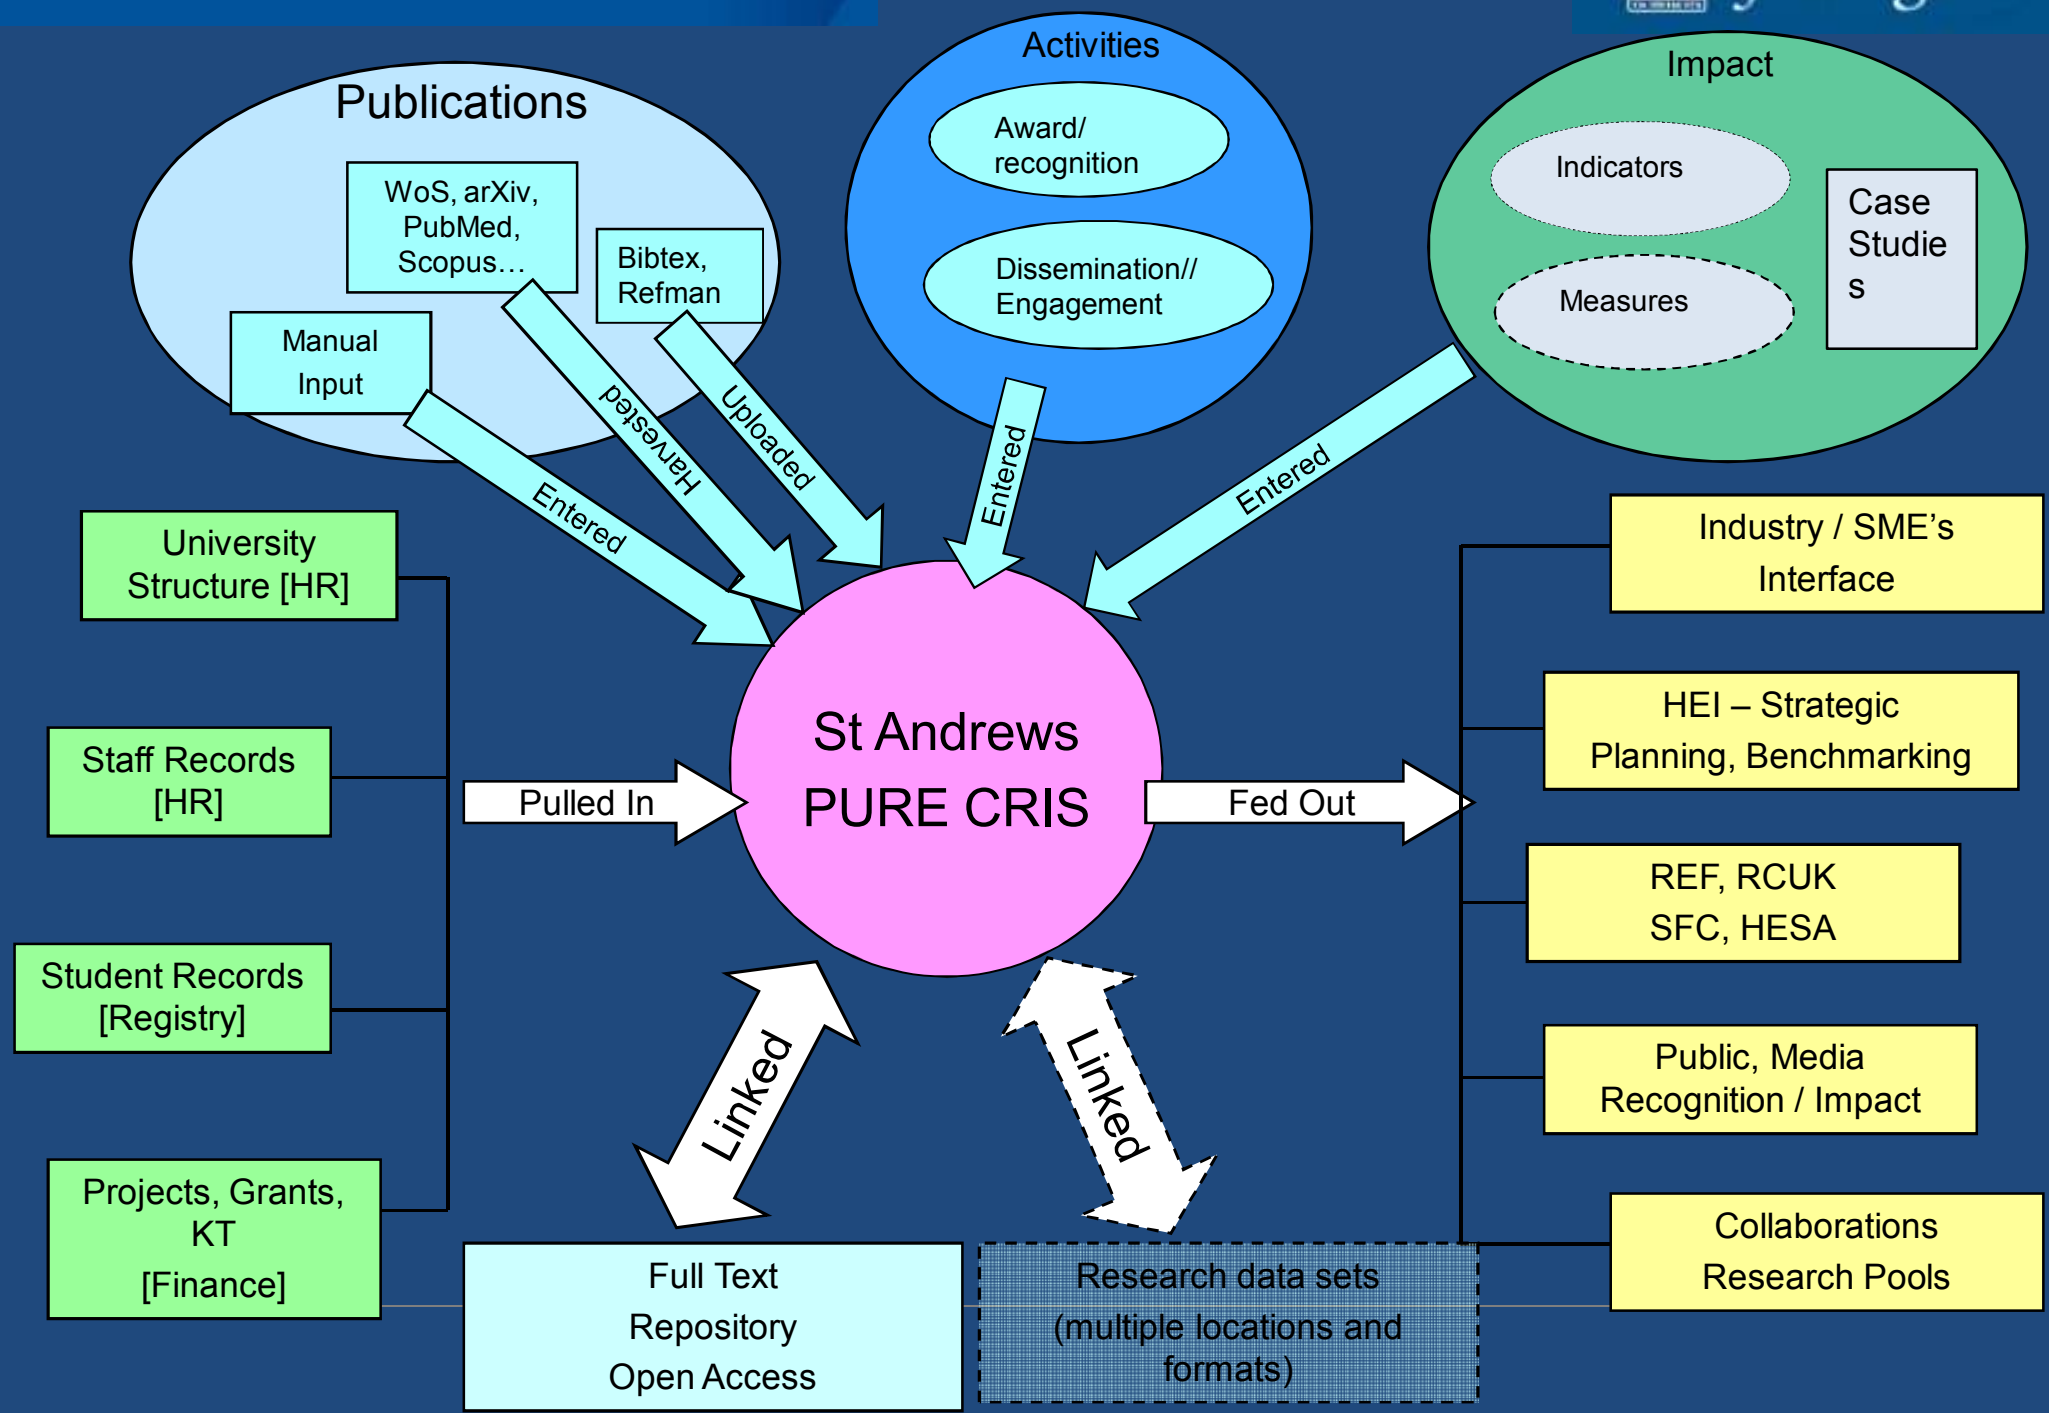 Publications
WoS, arXiv,
PubMed,
Scopus…
Bibtex,
Refman
Manual
Input
Activities
Award/
recognition
Dissemination//
Engagement
Impact
Indicators
Measures
Case
Studie
s
Entered
Harvested
Uploaded
Entered
Entered
University
Structure [HR]
Staff Records
[HR]
Student Records
[Registry]
Projects, Grants,
KT
[Finance]
Pulled In
St Andrews
PURE CRIS
Fed Out
Industry / SME’s
Interface
HEI – Strategic
Planning, Benchmarking
REF, RCUK
SFC, HESA
Public, Media
Recognition / Impact
Collaborations
Research Pools
Linked
Linked
Full Text
Repository
Open Access
Research data sets
(multiple locations and
formats)